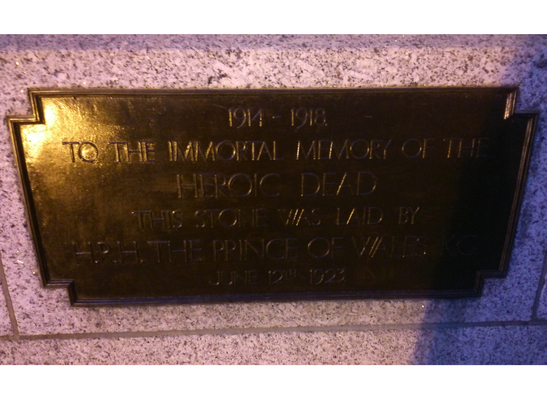 1914 - 1918
TO THE IMMORTAL MEMORY OF THE
HEROIC DEAD
THIS STONE WAS LAID BY
H.R.H. THE PRINCE OF WALES K.G.
JUNE 12TH 1923